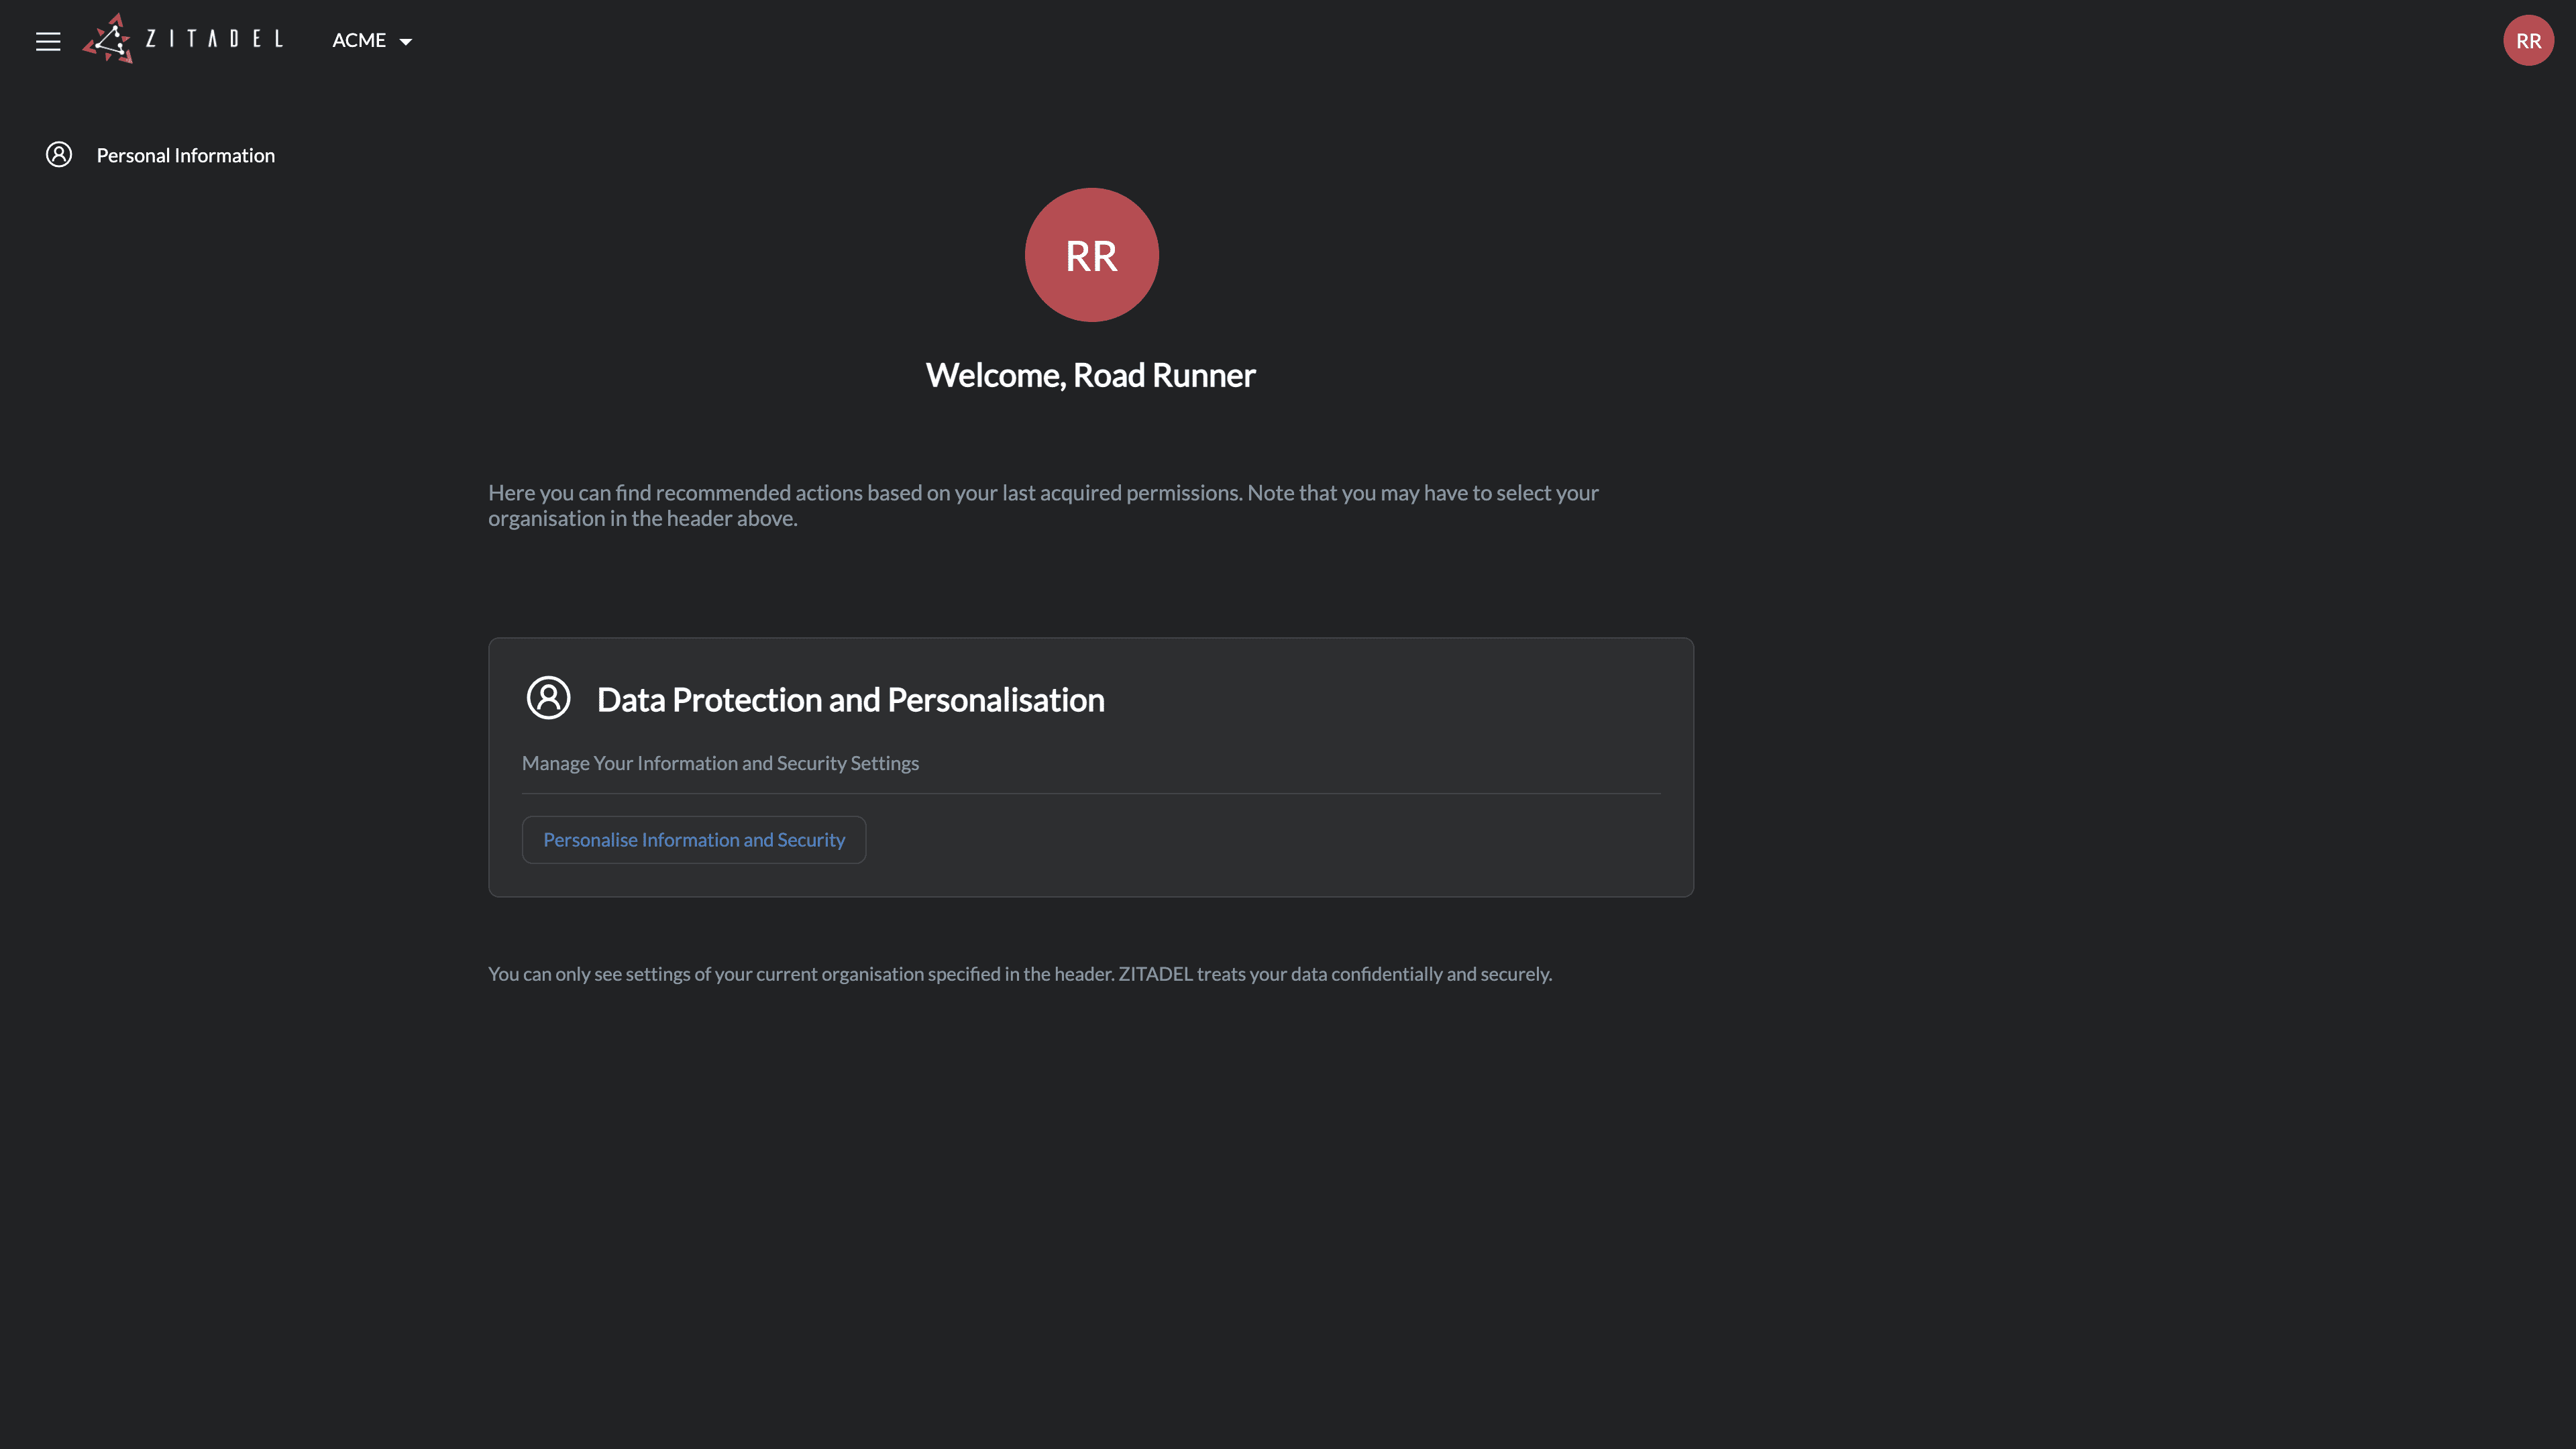 ZITADEL
ACME
RR
Personal Information
RR
Welcome, Road Runner
Here you can find recommended actions based on your last acquired permissions. Note that you may have to select your
organisation in the header above.
Data Protection and Personalisation
Manage Your Information and Security Settings
Personalise Information and Security
You can only see settings of your current organisation specified in the header. ZITADEL treats your data confidentially and securely.